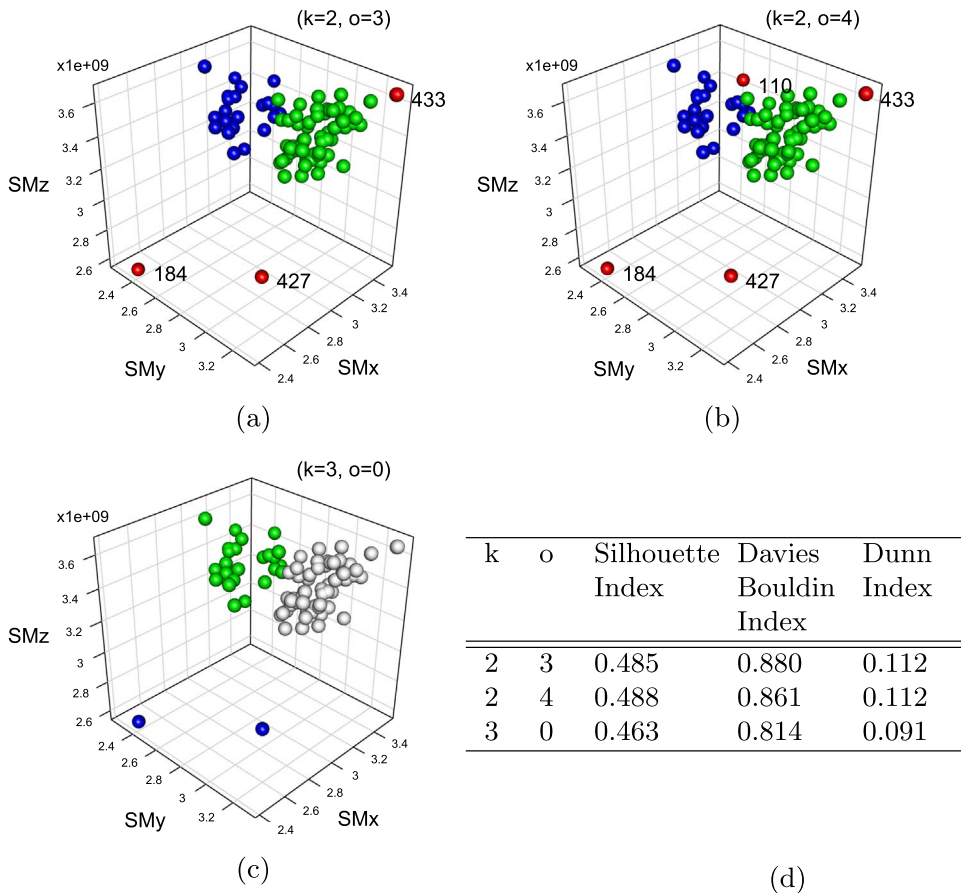 (k=2, o=3)
x1e+09
3.6
3.4
3.2
3
2.8
2.6
SMz
433
184
427
2.4
2.6
2.8
3
3.2
SMy
2.4
2.6
2.8
3
3.2
3.4
SMx
(a)
(k=2, o=4)
x1e+09
3.6
3.4
3.2
3
2.8
2.6
SMz
110
433
184
427
2.4
2.6
2.8
3
3.2
SMy
2.4
2.6
2.8
3
3.2
3.4
SMx
(b)
(k=3, o=0)
x1e+09
3.6
3.4
3.2
3
2.8
2.6
SMz
2.4
2.6
2.8
3
3.2
SMy
2.4
2.6
2.8
3
3.2
3.4
SMx
(c)
k o Silhouette Davies Dunn
Index Bouldin Index
Index
2 3 0.485 0.880 0.112
2 4 0.488 0.861 0.112
3 0 0.463 0.814 0.091
(d)